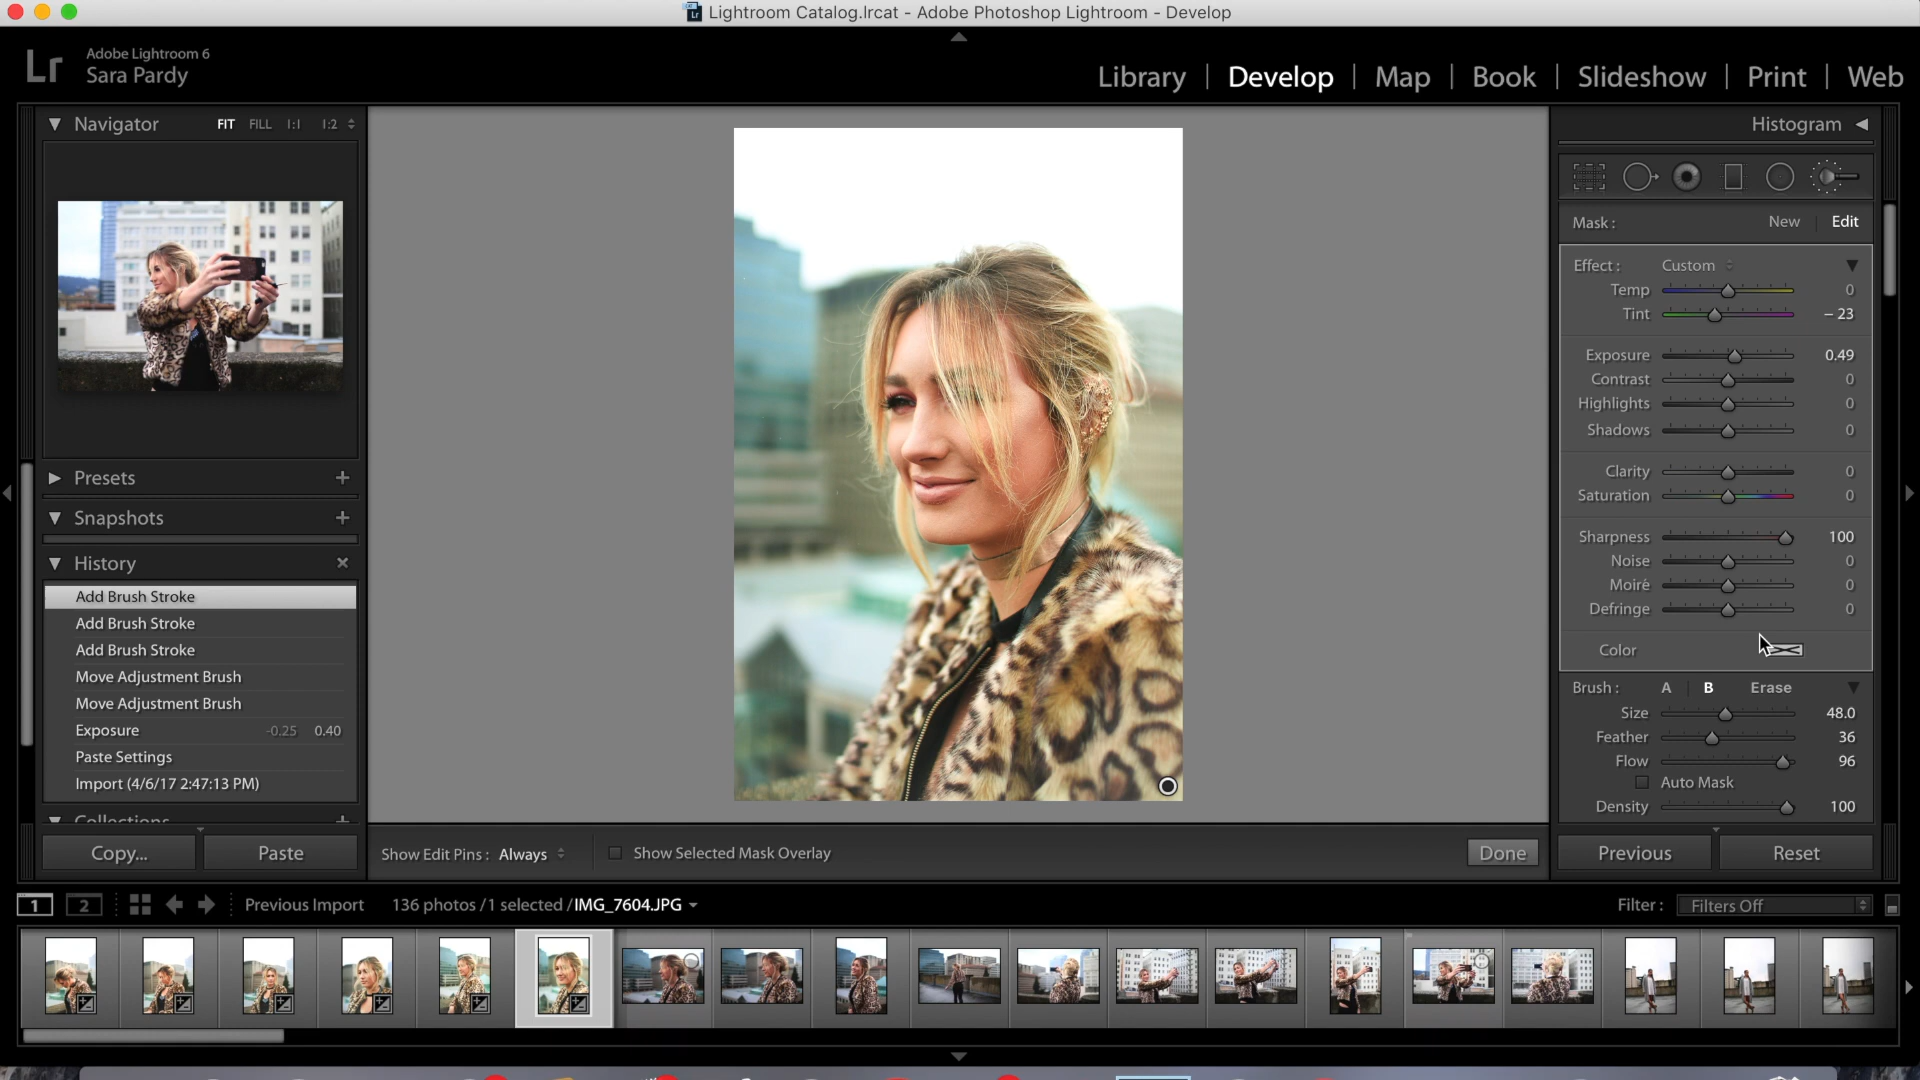 Lightroom Catalog.lrcat - Adobe Photoshop Lightroom - Develop
Lr
Adobe Lightroom 6
Sara Pardy
Library | Develop | Map | Book | Slideshow | Print | Web
Navigator FIT FILL 1:1 1:2
Histogram
Mask : New Edit
Effect : Custom
Temp 0
Tint – 23
Exposure 0.49
Contrast 0
Highlights 0
Shadows 0
Clarity 0
Saturation 0
Sharpness 100
Noise 0
Moiré 0
Defringe 0
Color
Brush : A B Erase
Size 48.0
Feather 36
Flow 96
Auto Mask
Density 100
Presets
Snapshots
History
Add Brush Stroke
Add Brush Stroke
Add Brush Stroke
Move Adjustment Brush
Move Adjustment Brush
Exposure -0.25 0.40
Paste Settings
Import (4/6/17 2:47:13 PM)
Collections
Copy... Paste
Show Edit Pins : Always Show Selected Mask Overlay Done
Previous Reset
1 2 Previous Import 136 photos /1 selected /IMG_7604.JPG Filter : Filters Off